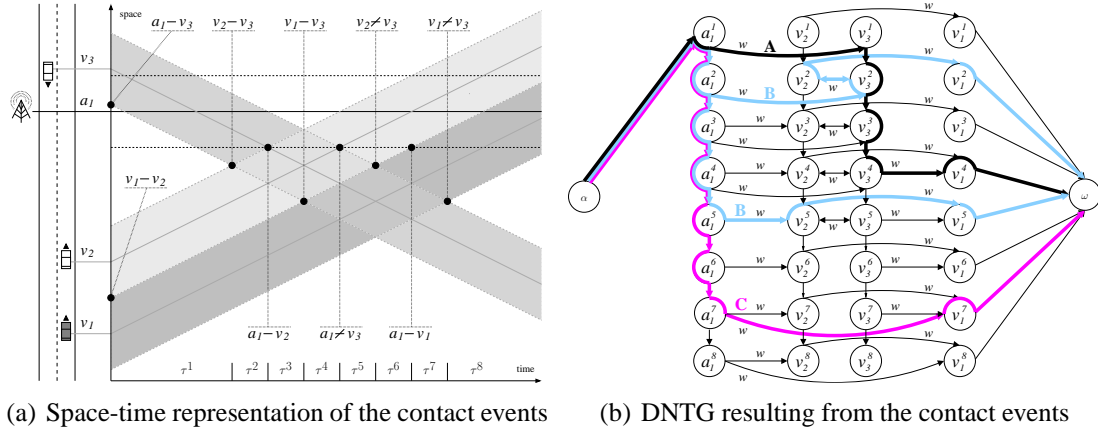 space
a₁−v₃ v₂−v₃ v₁−v₃ v₂≠v₃ v₁≠v₃
v₃
a₁
v₁−v₂
v₂
v₁
a₁−v₂ a₁≠v₃ a₁−v₁
τ¹ τ² τ³ τ⁴ τ⁵ τ⁶ τ⁷ τ⁸ time
(a) Space-time representation of the contact events
w
a₁¹ v₂¹ v₃¹ v₁¹
w A
a₁² v₂² w v₃² w v₁²
w B
a₁³ w v₂³ w v₃³ w v₁³
w
a₁⁴ w v₂⁴ w v₃⁴ w v₁⁴
α w ω
B w
a₁⁵ w v₂⁵ w v₃⁵ w v₁⁵
w
a₁⁶ w v₂⁶ v₃⁶ w v₁⁶
C w
a₁⁷ w v₂⁷ v₃⁷ w v₁⁷
w w
a₁⁸ w v₂⁸ v₃⁸ v₁⁸
w
(b) DNTG resulting from the contact events